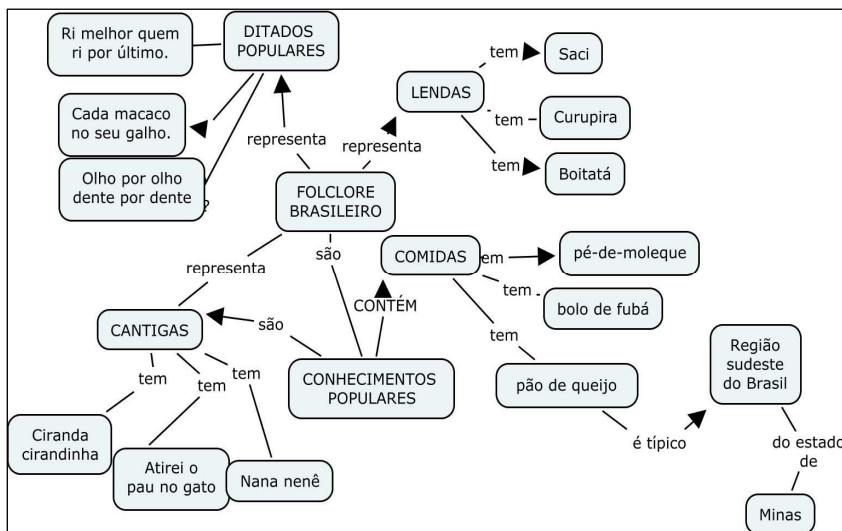 Ri melhor quem
ri por último.
DITADOS
POPULARES
tem
Saci
LENDAS
Cada macaco
no seu galho.
tem
Curupira
representa
representa
tem
Boitatá
Olho por olho
dente por dente
?
FOLCLORE
BRASILEIRO
são
COMIDAS
em
pé-de-moleque
representa
tem
bolo de fubá
CONTÉM
CANTIGAS
são
tem
Região
sudeste
do Brasil
CONHECIMENTOS
POPULARES
pão de queijo
tem
tem
tem
é típico
do estado
de
Ciranda
cirandinha
Atirei o
pau no gato
Nana nenê
Minas